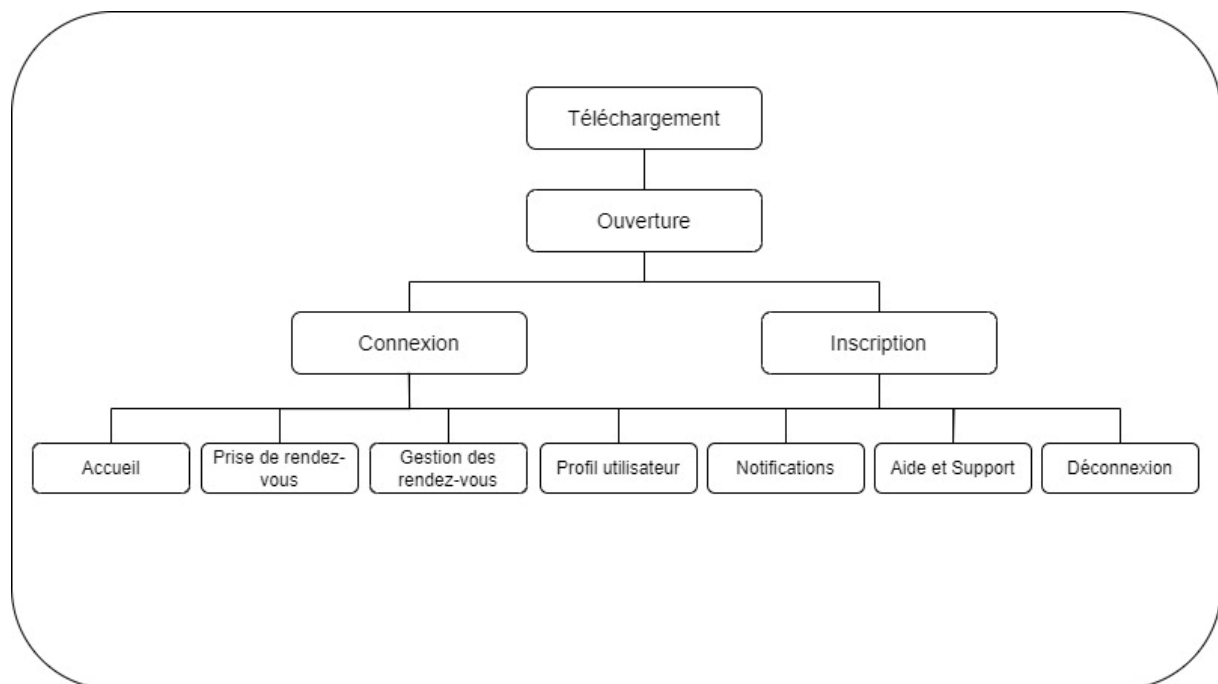 Téléchargement
Ouverture
Connexion
Inscription
Accueil
Prise de rendez-
vous
Gestion des
rendez-vous
Profil utilisateur
Notifications
Aide et Support
Déconnexion